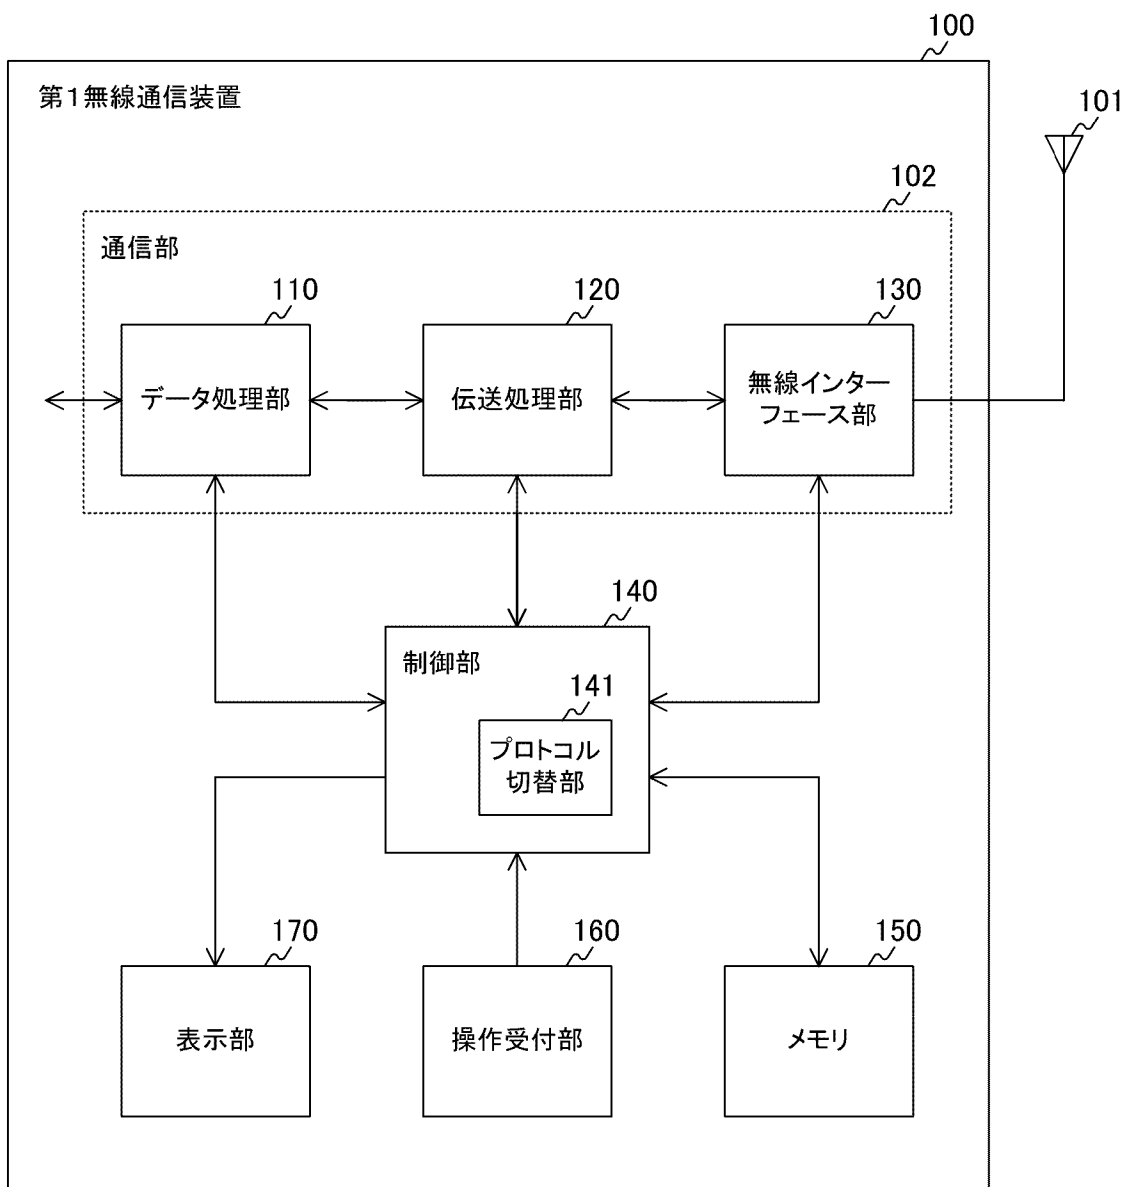 100
第１無線通信装置
101
102
通信部
110
120
130
データ処理部
伝送処理部
無線インター
フェース部
140
制御部
141
プロトコル
切替部
170
160
150
表示部
操作受付部
メモリ